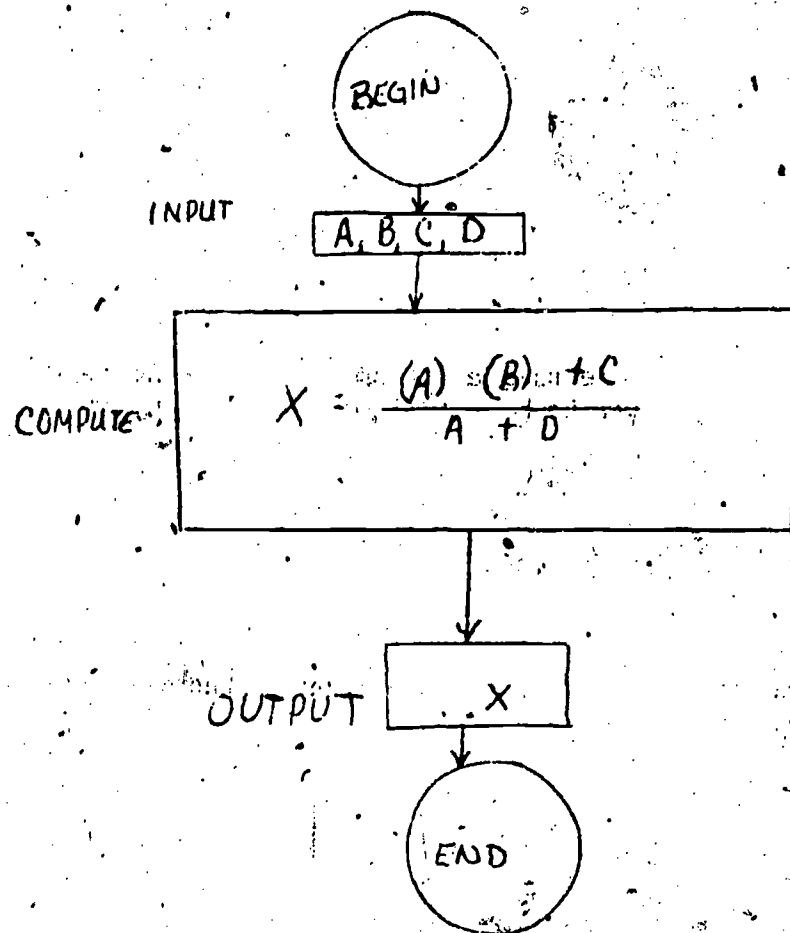 BEGIN
INPUT
A, B, C, D
COMPUTE
X = (A) (B) + C
A + D
OUTPUT
X
END